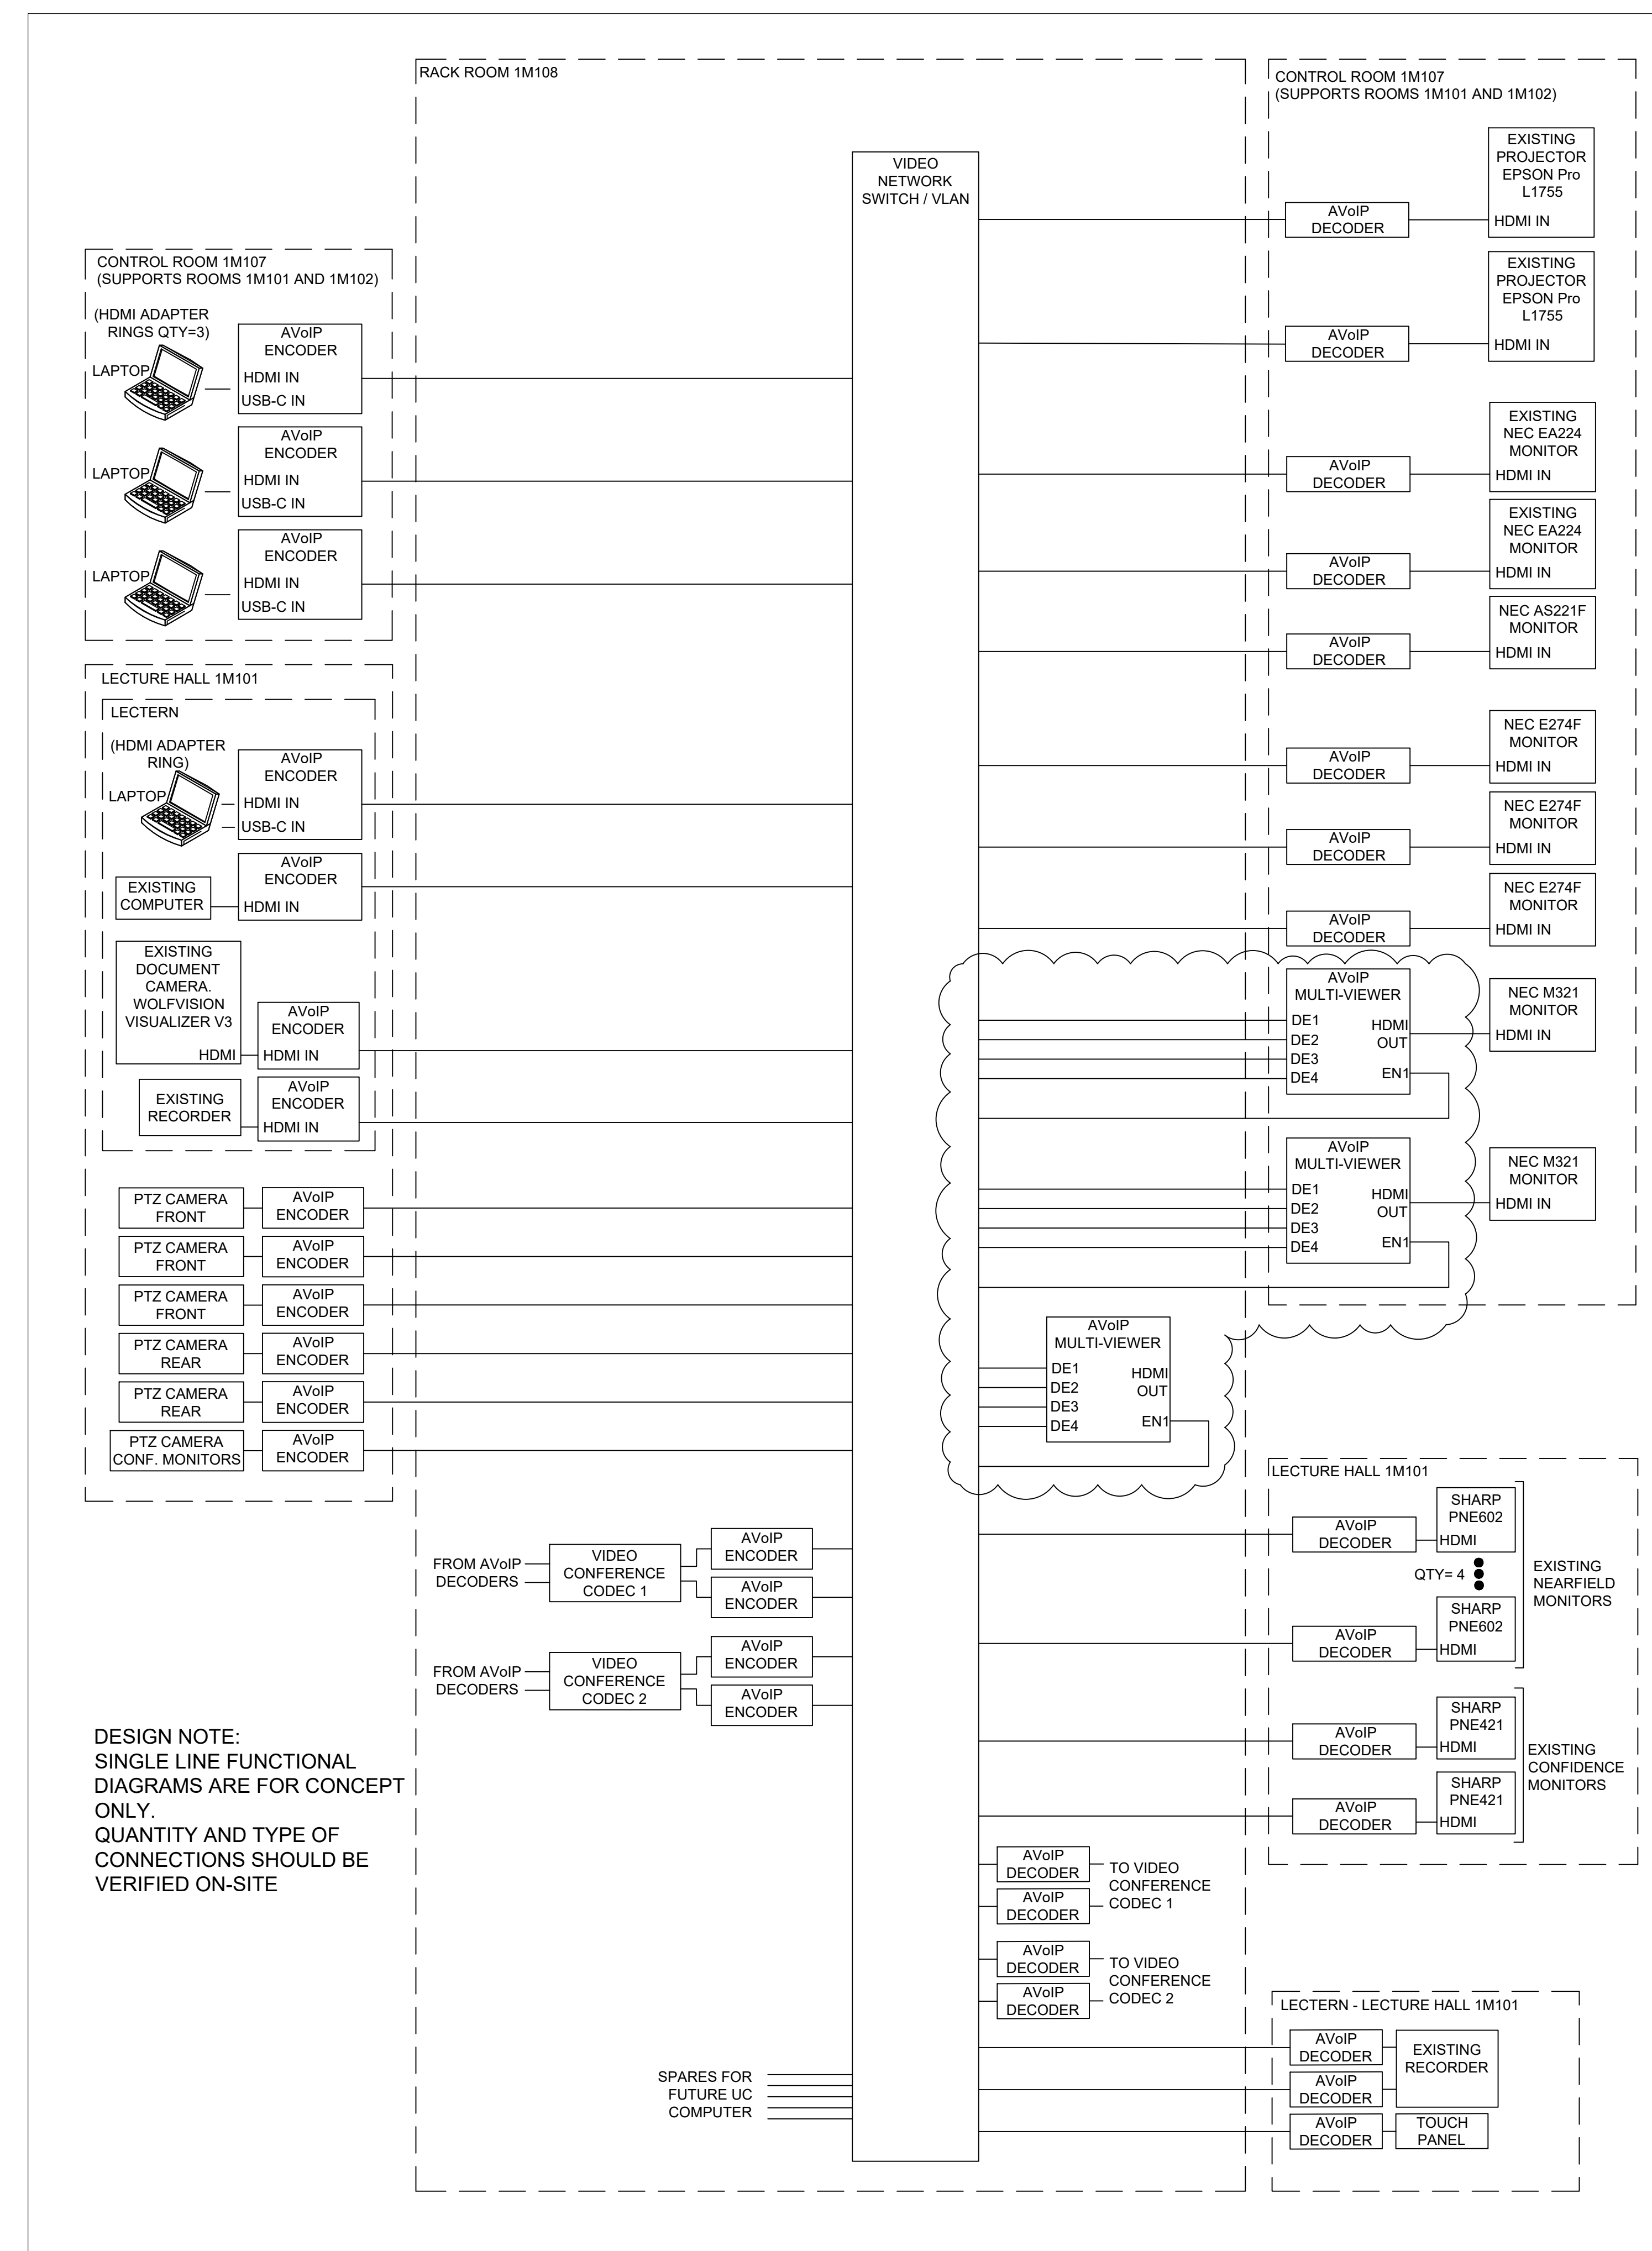 RACK ROOM 1M108
VIDEO
NETWORK
SWITCH / VLAN
CONTROL ROOM 1M107
(SUPPORTS ROOMS 1M101 AND 1M102)
(HDMI ADAPTER
RINGS QTY=3)
LAPTOP
AVoIP
ENCODER
HDMI IN
USB-C IN
LAPTOP
AVoIP
ENCODER
HDMI IN
USB-C IN
LAPTOP
AVoIP
ENCODER
HDMI IN
USB-C IN
LECTURE HALL 1M101
LECTERN
(HDMI ADAPTER
RING)
LAPTOP
AVoIP
ENCODER
HDMI IN
USB-C IN
EXISTING
COMPUTER
AVoIP
ENCODER
HDMI IN
EXISTING
DOCUMENT
CAMERA.
WOLFVISION
VISUALIZER V3
HDMI
AVoIP
ENCODER
HDMI IN
EXISTING
RECORDER
AVoIP
ENCODER
HDMI IN
PTZ CAMERA
FRONT
AVoIP
ENCODER
PTZ CAMERA
FRONT
AVoIP
ENCODER
PTZ CAMERA
FRONT
AVoIP
ENCODER
PTZ CAMERA
REAR
AVoIP
ENCODER
PTZ CAMERA
REAR
AVoIP
ENCODER
PTZ CAMERA
CONF. MONITORS
AVoIP
ENCODER
FROM AVoIP
DECODERS
VIDEO
CONFERENCE
CODEC 1
AVoIP
ENCODER
AVoIP
ENCODER
FROM AVoIP
DECODERS
VIDEO
CONFERENCE
CODEC 2
AVoIP
ENCODER
AVoIP
ENCODER
DESIGN NOTE:
SINGLE LINE FUNCTIONAL
DIAGRAMS ARE FOR CONCEPT
ONLY.
QUANTITY AND TYPE OF
CONNECTIONS SHOULD BE
VERIFIED ON-SITE
SPARES FOR
FUTURE UC
COMPUTER
CONTROL ROOM 1M107
(SUPPORTS ROOMS 1M101 AND 1M102)
AVoIP
DECODER
EXISTING
PROJECTOR
EPSON Pro
L1755
HDMI IN
AVoIP
DECODER
EXISTING
PROJECTOR
EPSON Pro
L1755
HDMI IN
AVoIP
DECODER
EXISTING
NEC EA224
MONITOR
HDMI IN
AVoIP
DECODER
EXISTING
NEC EA224
MONITOR
HDMI IN
AVoIP
DECODER
NEC AS221F
MONITOR
HDMI IN
AVoIP
DECODER
NEC E274F
MONITOR
HDMI IN
AVoIP
DECODER
NEC E274F
MONITOR
HDMI IN
AVoIP
DECODER
NEC E274F
MONITOR
HDMI IN
AVoIP
MULTI-VIEWER
DE1
DE2
DE3
DE4
HDMI
OUT
EN1
NEC M321
MONITOR
HDMI IN
AVoIP
MULTI-VIEWER
DE1
DE2
DE3
DE4
HDMI
OUT
EN1
NEC M321
MONITOR
HDMI IN
AVoIP
MULTI-VIEWER
DE1
DE2
DE3
DE4
HDMI
OUT
EN1
LECTURE HALL 1M101
AVoIP
DECODER
SHARP
PNE602
HDMI
QTY= 4
AVoIP
DECODER
SHARP
PNE602
HDMI
EXISTING
NEARFIELD
MONITORS
AVoIP
DECODER
SHARP
PNE421
HDMI
AVoIP
DECODER
SHARP
PNE421
HDMI
EXISTING
CONFIDENCE
MONITORS
AVoIP
DECODER
AVoIP
DECODER
TO VIDEO
CONFERENCE
CODEC 1
AVoIP
DECODER
AVoIP
DECODER
TO VIDEO
CONFERENCE
CODEC 2
LECTERN - LECTURE HALL 1M101
AVoIP
DECODER
AVoIP
DECODER
EXISTING
RECORDER
AVoIP
DECODER
TOUCH
PANEL